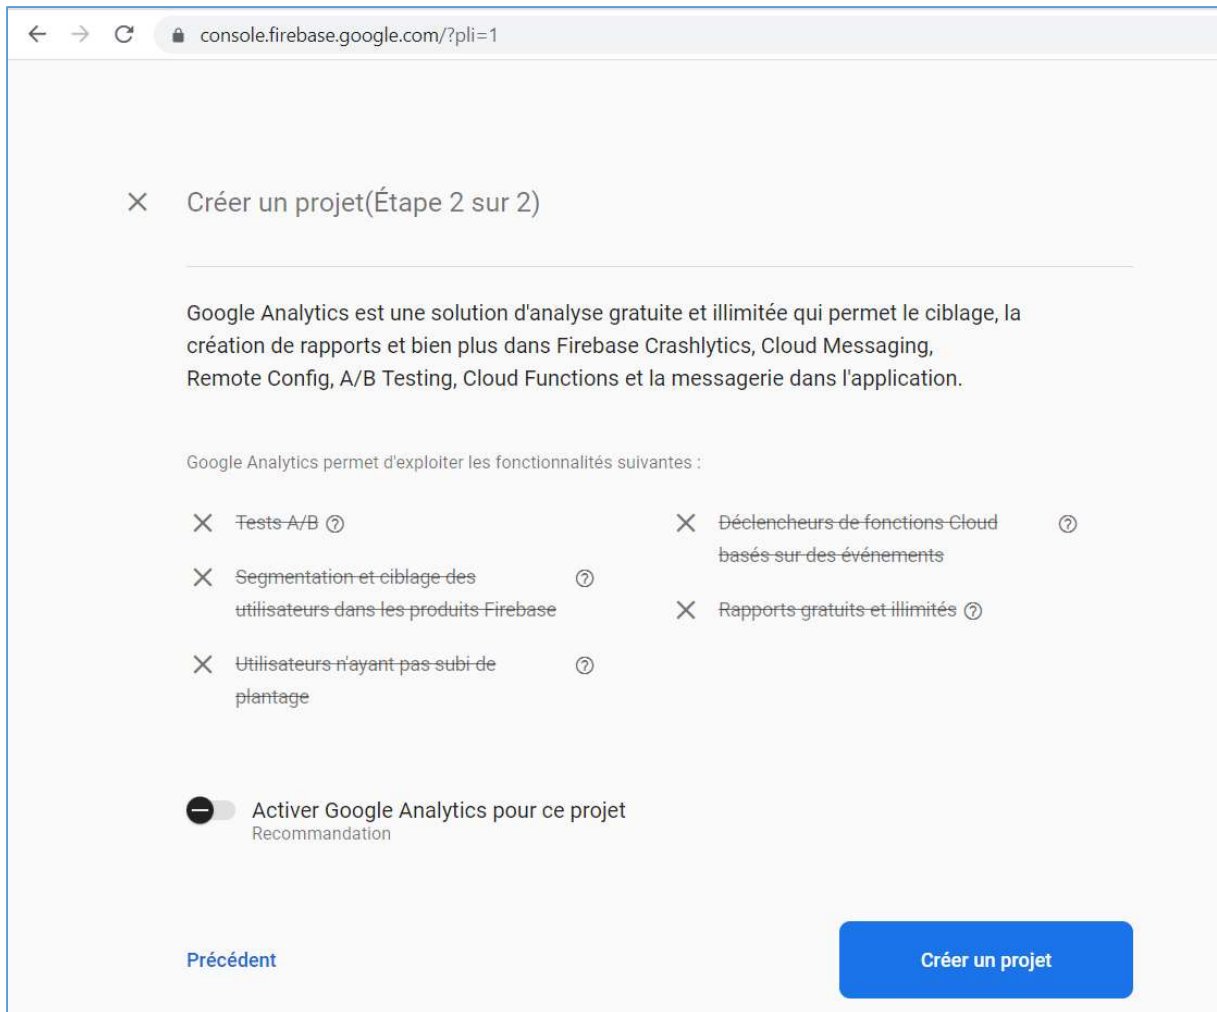 console.firebase.google.com/?pli=1
Créer un projet(Étape 2 sur 2)
Google Analytics est une solution d'analyse gratuite et illimitée qui permet le ciblage, la
création de rapports et bien plus dans Firebase Crashlytics, Cloud Messaging,
Remote Config, A/B Testing, Cloud Functions et la messagerie dans l'application.
Google Analytics permet d'exploiter les fonctionnalités suivantes :
Tests A/B
Segmentation et ciblage des
utilisateurs dans les produits Firebase
Utilisateurs n'ayant pas subi de
plantage
Déclencheurs de fonctions Cloud
basés sur des événements
Rapports gratuits et illimités
Activer Google Analytics pour ce projet
Recommandation
Précédent
Créer un projet